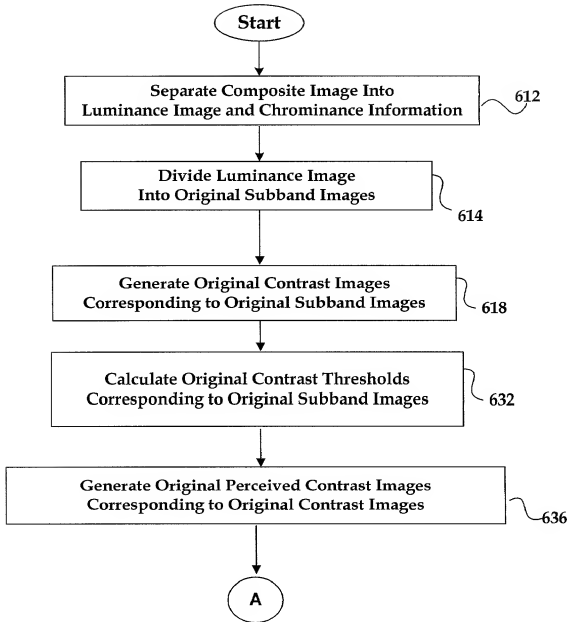 Start
Separate Composite Image Into
Luminance Image and Chrominance Information
612
Divide Luminance Image
Into Original Subband Images
614
Generate Original Contrast Images
Corresponding to Original Subband Images
618
Calculate Original Contrast Thresholds
Corresponding to Original Subband Images
632
Generate Original Perceived Contrast Images
Corresponding to Original Contrast Images
636
A